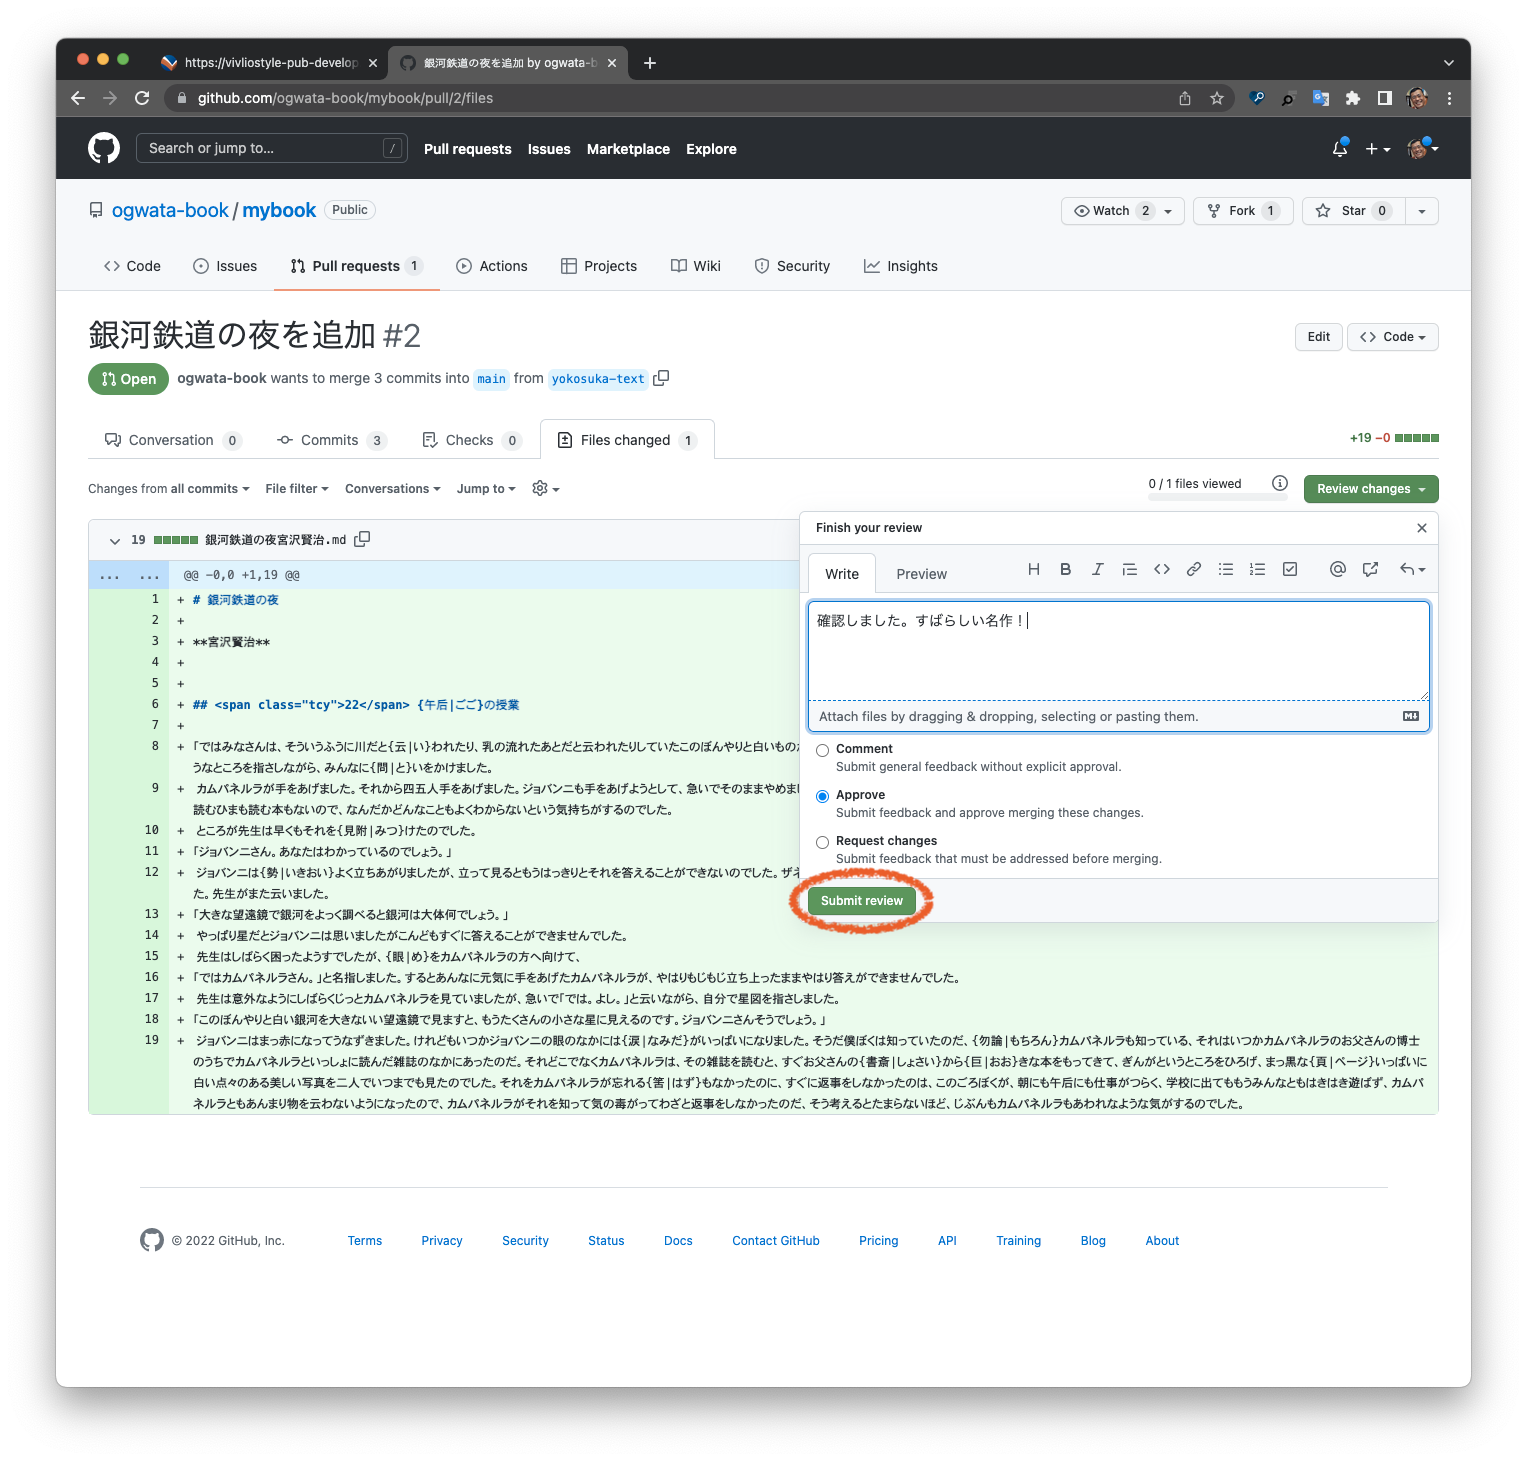 https://vivliostyle-pub-develop
銀河鉄道の夜を追加 by ogwata-b
github.com/ogwata-book/mybook/pull/2/files
Search or jump to... /
Pull requests Issues Marketplace Explore
ogwata-book / mybook Public
Watch 2 Fork 1 Star 0
Code Issues Pull requests 1 Actions Projects Wiki Security Insights
銀河鉄道の夜を追加 #2
Edit Code
Open ogwata-book wants to merge 3 commits into main from yokosuka-text
Conversation 0 Commits 3 Checks 0 Files changed 1
+19 −0
Changes from all commits File filter Conversations Jump to
0 / 1 files viewed Review changes
19 銀河鉄道の夜宮沢賢治.md
... ... @@ -0,0 +1,19 @@
1 + # 銀河鉄道の夜
2 +
3 + **宮沢賢治**
4 +
5 +
6 + ## <span class="tcy">22</span> {午后|ごご}の授業
7 +
8 + 「ではみなさんは、そういうふうに川だと{云|い}われたり、乳の流れたあとだと云われたりしていたこのぼんやりと白いもの
うなところを指さしながら、みんなに{問|と}いをかけました。
9 + カムパネルラが手をあげました。それから四五人手をあげました。ジョバンニも手をあげようとして、急いでそのままやめま
読むひまも読む本もないので、なんだかどんなこともよくわからないという気持ちがするのでした。
10 + ところが先生は早くもそれを{見附|みつ}けたのでした。
11 + 「ジョバンニさん。あなたはわかっているのでしょう。」
12 + ジョバンニは{勢|いきおい}よく立ちあがりましたが、立って見るともうはっきりとそれを答えることができないのでした。ザネ
た。先生がまた云いました。
13 + 「大きな望遠鏡で銀河をよっく調べると銀河は大体何でしょう。」
14 + やっぱり星だとジョバンニは思いましたがこんどもすぐに答えることができませんでした。
15 + 先生はしばらく困ったようすでしたが、{眼|め}をカムパネルラの方へ向けて、
16 + 「ではカムパネルラさん。」と名指しました。するとあんなに元気に手をあげたカムパネルラが、やはりもじもじ立ち上ったままやはり答えができませんでした。
17 + 先生は意外なようにしばらくじっとカムパネルラを見ていましたが、急いで「では。よし。」と云いながら、自分で星図を指さしました。
18 + 「このぼんやりと白い銀河を大きないい望遠鏡で見ますと、もうたくさんの小さな星に見えるのです。ジョバンニさんそうでしょう。」
19 + ジョバンニはまっ赤になってうなずきました。けれどもいつかジョバンニの眼のなかには{涙|なみだ}がいっぱいになりました。そうだ僕ぼくは知っていたのだ、{勿論|もちろん}カムパネルラも知っている、それはいつかカムパネルラのお父さんの博士
のうちでカムパネルラといっしょに読んだ雑誌のなかにあったのだ。それどこでなくカムパネルラは、その雑誌を読むと、すぐお父さんの{書斎|しょさい}から{巨|おお}きな本をもってきて、ぎんがというところをひろげ、まっ黒な{頁|ページ}いっぱいに
白い点々のある美しい写真を二人でいつまでも見たのでした。それをカムパネルラが忘れる{筈|はず}もなかったのに、すぐに返事をしなかったのは、このごろぼくが、朝にも午后にも仕事がつらく、学校に出てももうみんなともはきはき遊ばず、カムパ
ネルラともあんまり物を云わないようになったので、カムパネルラがそれを知って気の毒がってわざと返事をしなかったのだ、そう考えるとたまらないほど、じぶんもカムパネルラもあわれなような気がするのでした。
Finish your review
Write Preview
確認しました。すばらしい名作！
Attach files by dragging & dropping, selecting or pasting them.
Comment
Submit general feedback without explicit approval.
Approve
Submit feedback and approve merging these changes.
Request changes
Submit feedback that must be addressed before merging.
Submit review
© 2022 GitHub, Inc. Terms Privacy Security Status Docs Contact GitHub Pricing API Training Blog About